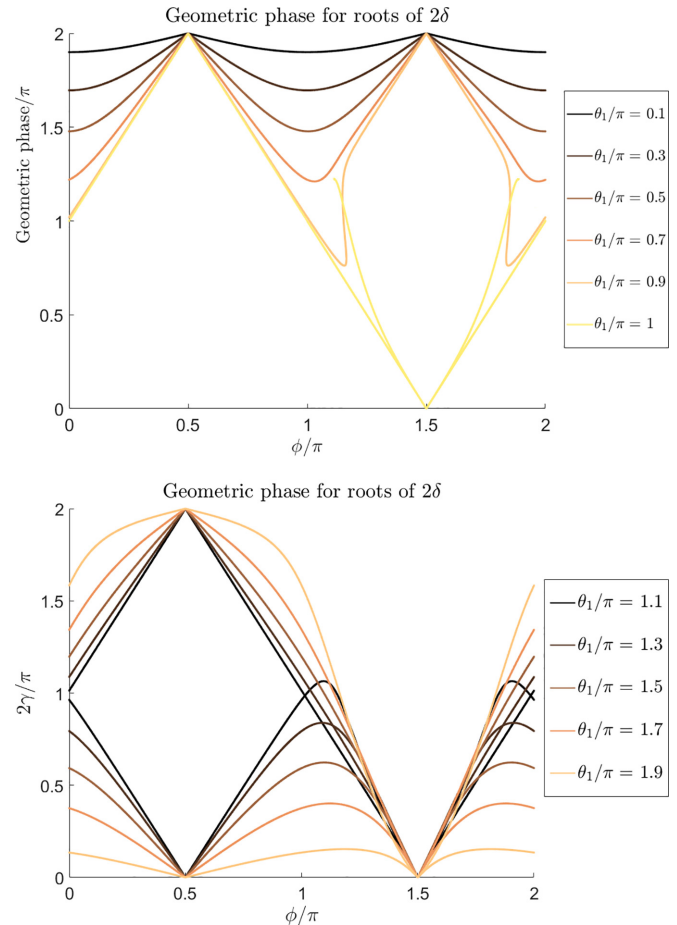 Geometric phase for roots of 2δ
Geometric phase/π
2
1.5
1
0.5
0
0
0.5
1
1.5
2
ϕ/π
θ₁/π = 0.1
θ₁/π = 0.3
θ₁/π = 0.5
θ₁/π = 0.7
θ₁/π = 0.9
θ₁/π = 1
Geometric phase for roots of 2δ
2γ/π
2
1.5
1
0.5
0
0
0.5
1
1.5
2
ϕ/π
θ₁/π = 1.1
θ₁/π = 1.3
θ₁/π = 1.5
θ₁/π = 1.7
θ₁/π = 1.9